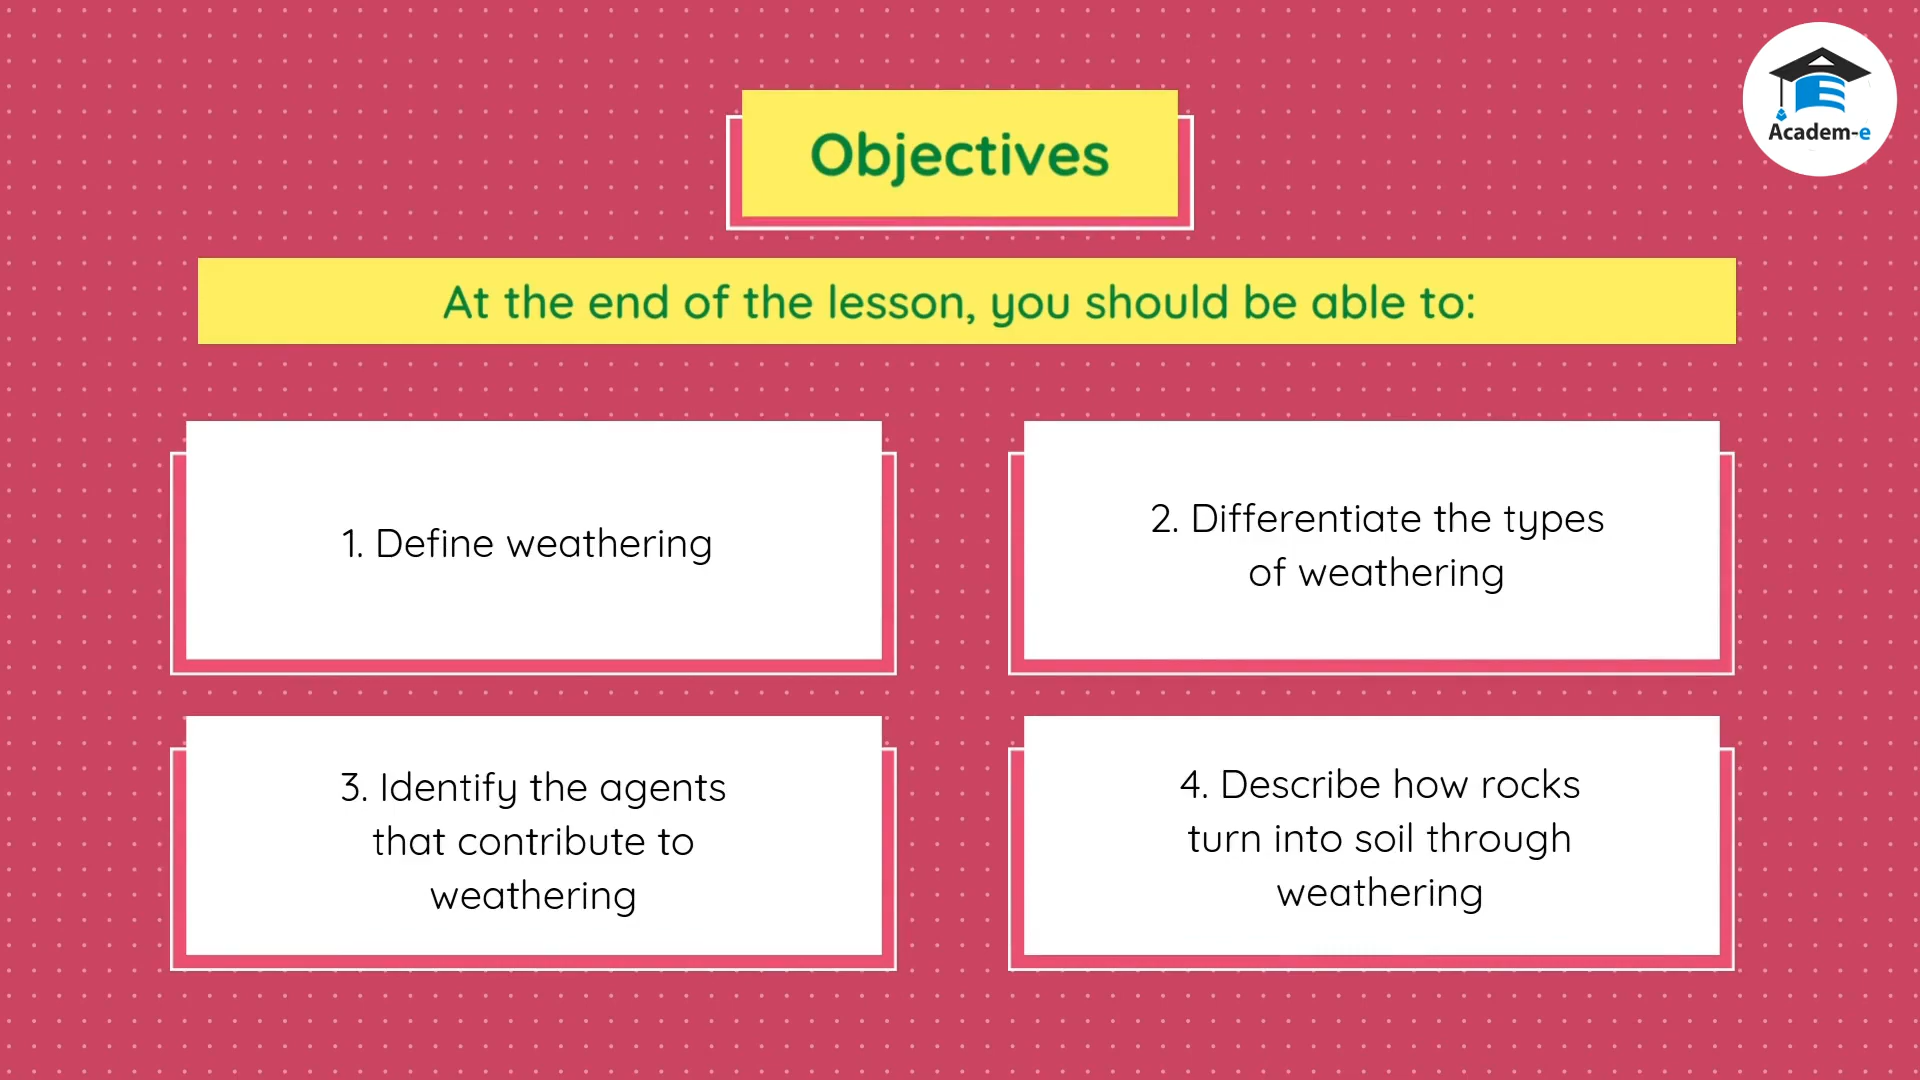 Academ-e
Objectives
At the end of the lesson, you should be able to:
1. Define weathering
2. Differentiate the types
of weathering
3. Identify the agents
that contribute to
weathering
4. Describe how rocks
turn into soil through
weathering